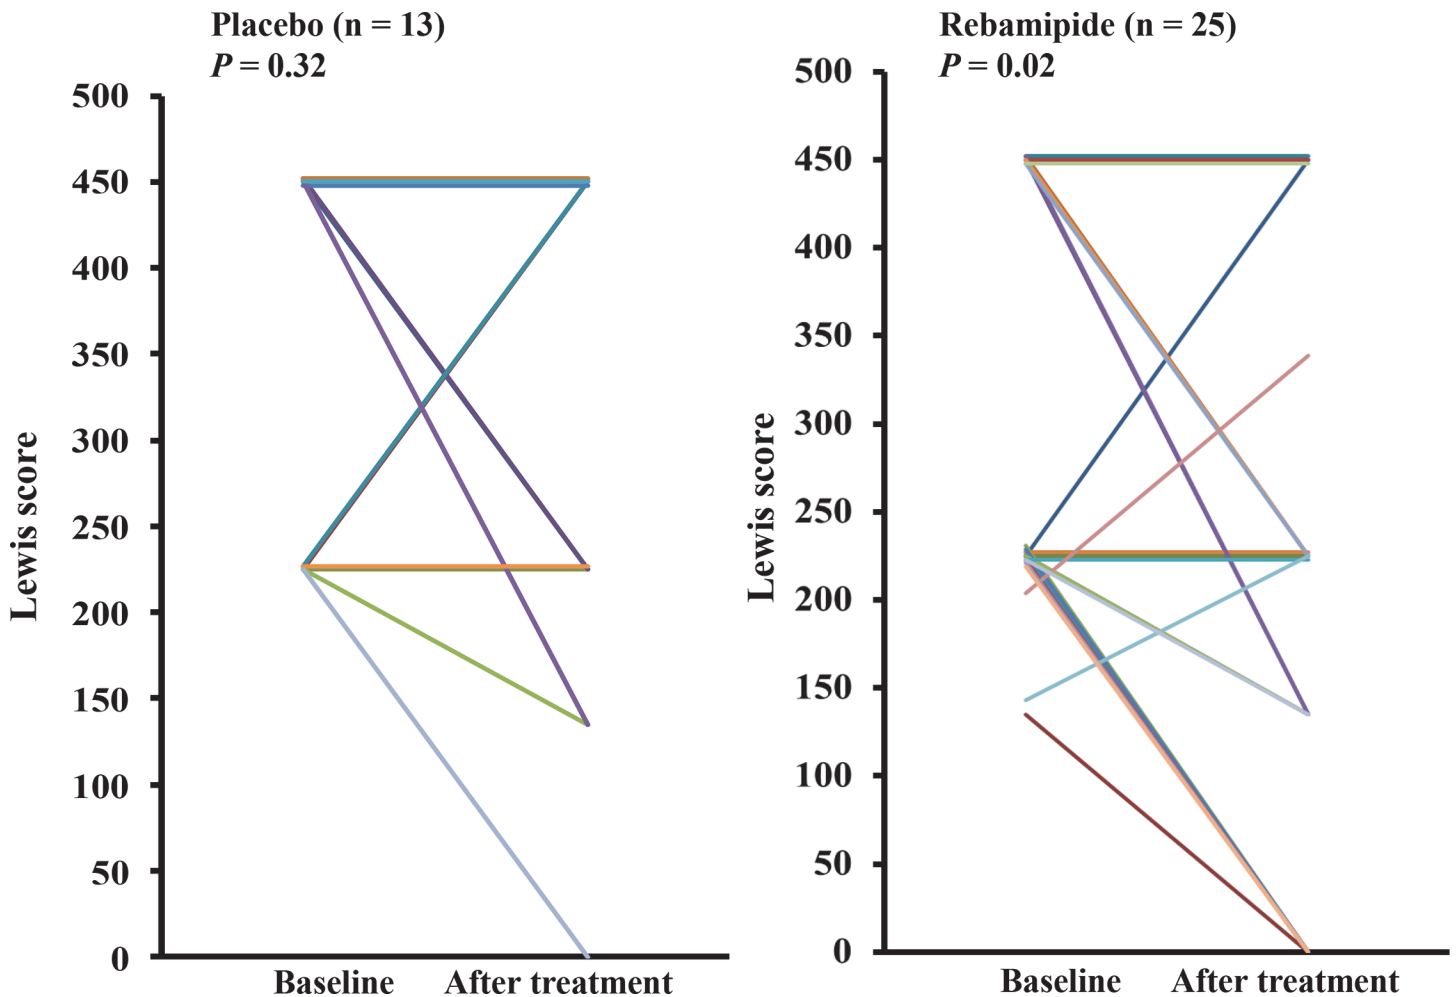 Placebo (n = 13)
P = 0.32
Lewis score
500
450
400
350
300
250
200
150
100
50
0
Baseline
After treatment
Rebamipide (n = 25)
P = 0.02
Lewis score
500
450
400
350
300
250
200
150
100
50
0
Baseline
After treatment